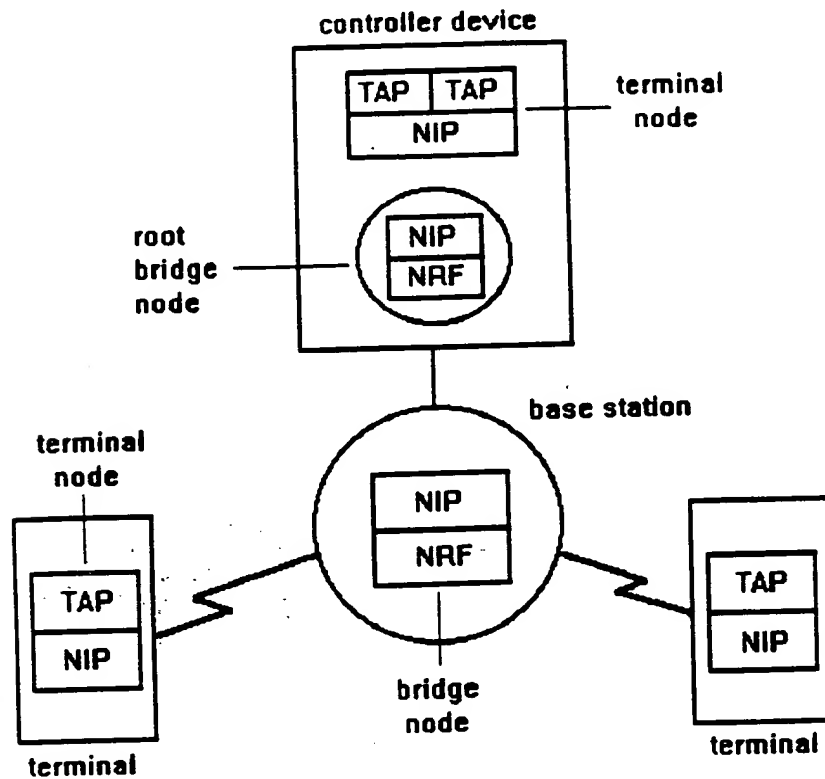 controller device
TAP TAP
NIP
terminal
node
root
bridge
node
NIP
NRF
base station
terminal
node
NIP
NRF
TAP
NIP
TAP
NIP
bridge
node
terminal
terminal